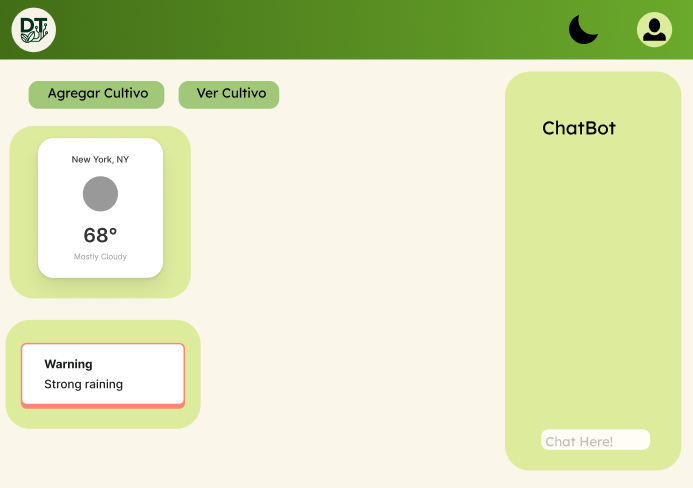 DT
Agregar Cultivo
Ver Cultivo
ChatBot
New York, NY
68°
Mostly Cloudy
Warning
Strong raining
Chat Here!